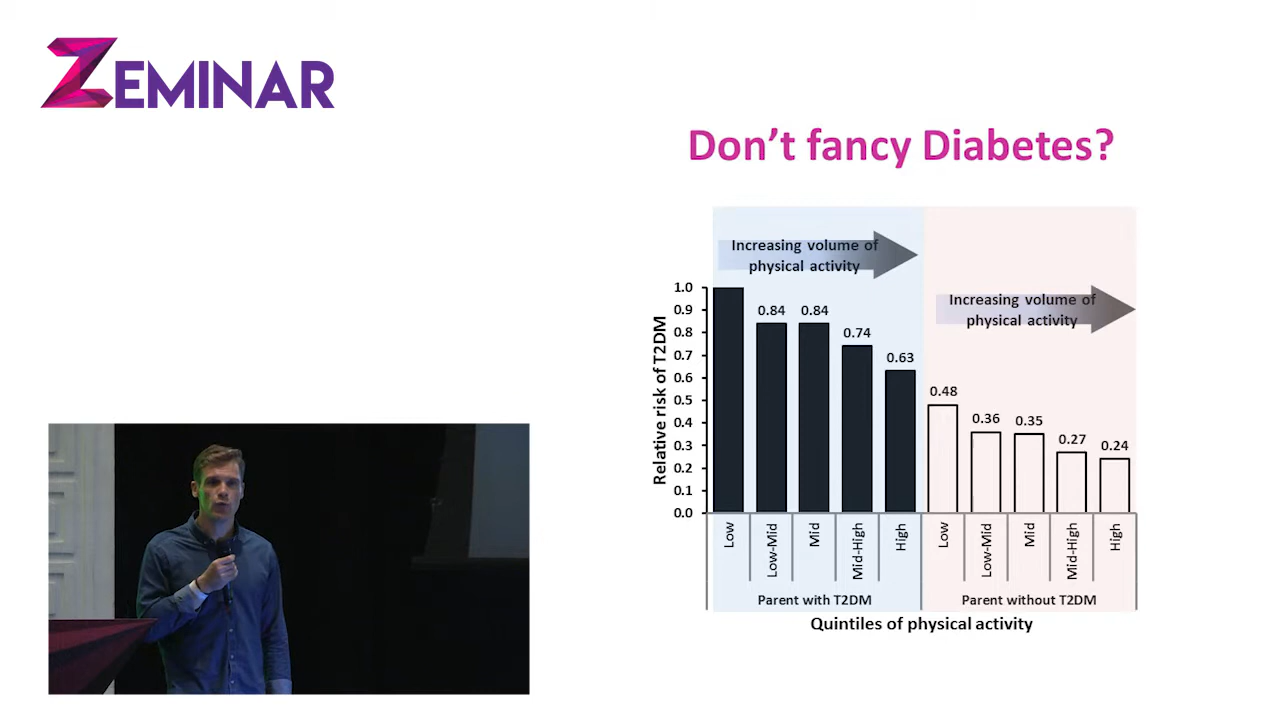 ZEMINAR
Don't fancy Diabetes?
Increasing volume of
physical activity
Increasing volume of
physical activity
Relative risk of T2DM
1.0
0.9
0.8
0.7
0.6
0.5
0.4
0.3
0.2
0.1
0.0
0.84
0.84
0.74
0.63
0.48
0.36
0.35
0.27
0.24
Low
Low-Mid
Mid
Mid-High
High
Low
Low-Mid
Mid
Mid-High
High
Parent with T2DM
Parent without T2DM
Quintiles of physical activity